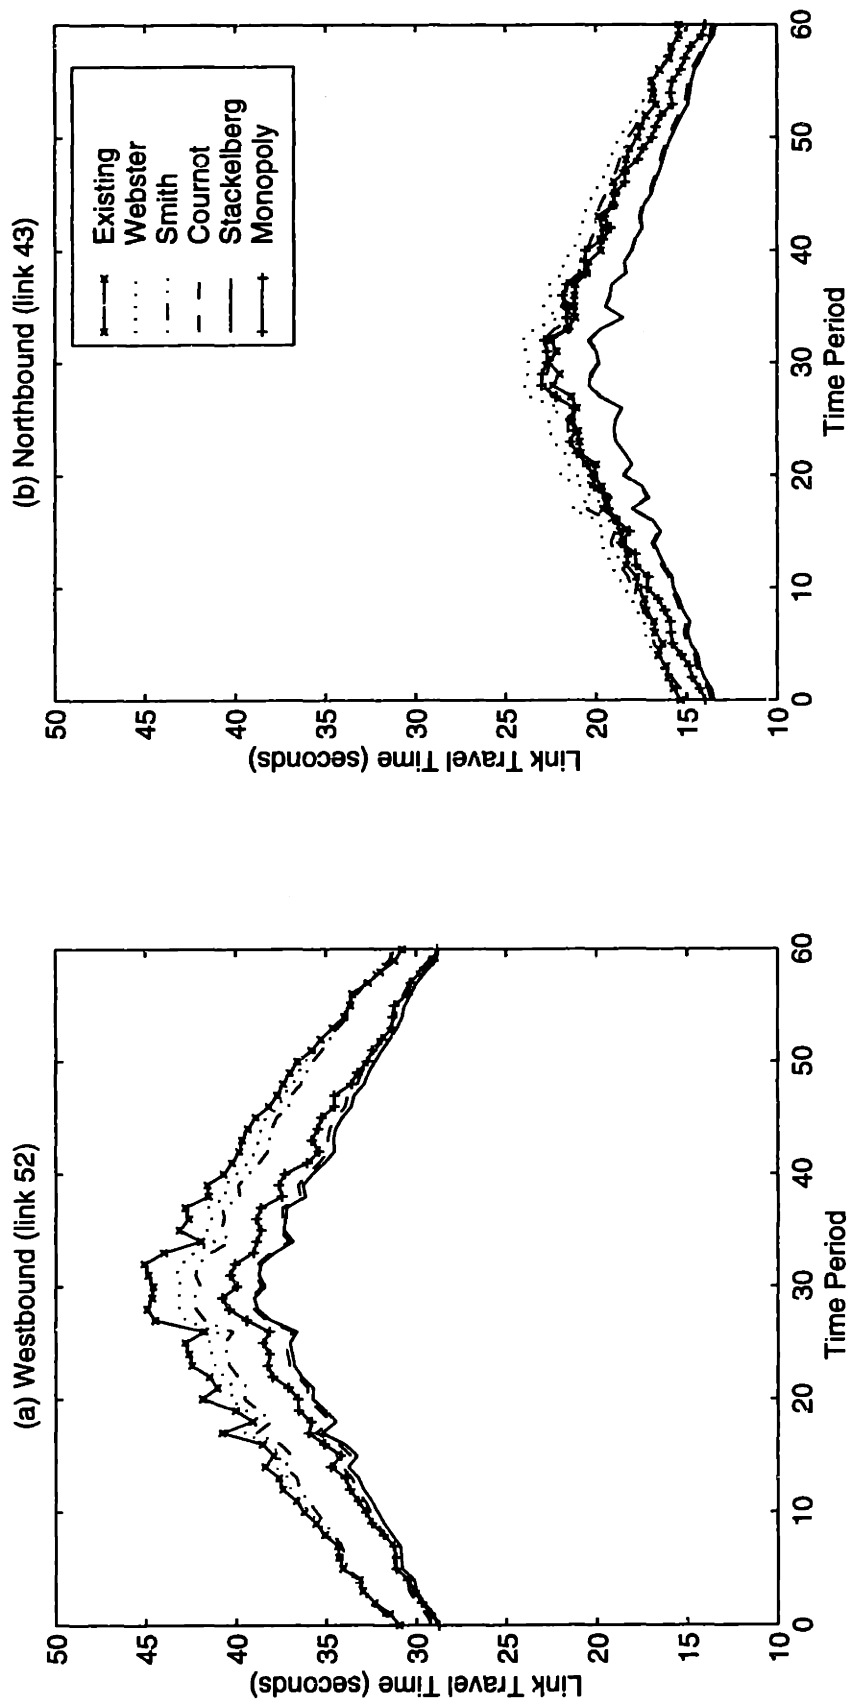 (a) Westbound (link 52)
50
45
40
35
30
25
20
15
10
Link Travel Time (seconds)
0
10
20
30
40
50
60
Time Period
(b) Northbound (link 43)
50
45
40
35
30
25
20
15
10
Link Travel Time (seconds)
0
10
20
30
40
50
60
Time Period
Existing
Webster
Smith
Cournot
Stackelberg
Monopoly